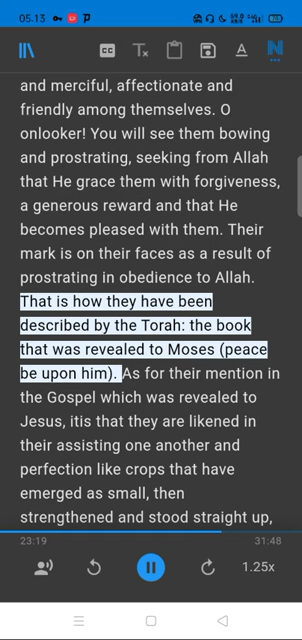 05.13
CC
and merciful, affectionate and
friendly among themselves. O
onlooker! You will see them bowing
and prostrating, seeking from Allah
that He grace them with forgiveness,
a generous reward and that He
becomes pleased with them. Their
mark is on their faces as a result of
prostrating in obedience to Allah.
That is how they have been
described by the Torah: the book
that was revealed to Moses (peace
be upon him). As for their mention in
the Gospel which was revealed to
Jesus, itis that they are likened in
their assisting one another and
perfection like crops that have
emerged as small, then
strengthened and stood straight up,
23:19 31:48
1.25x